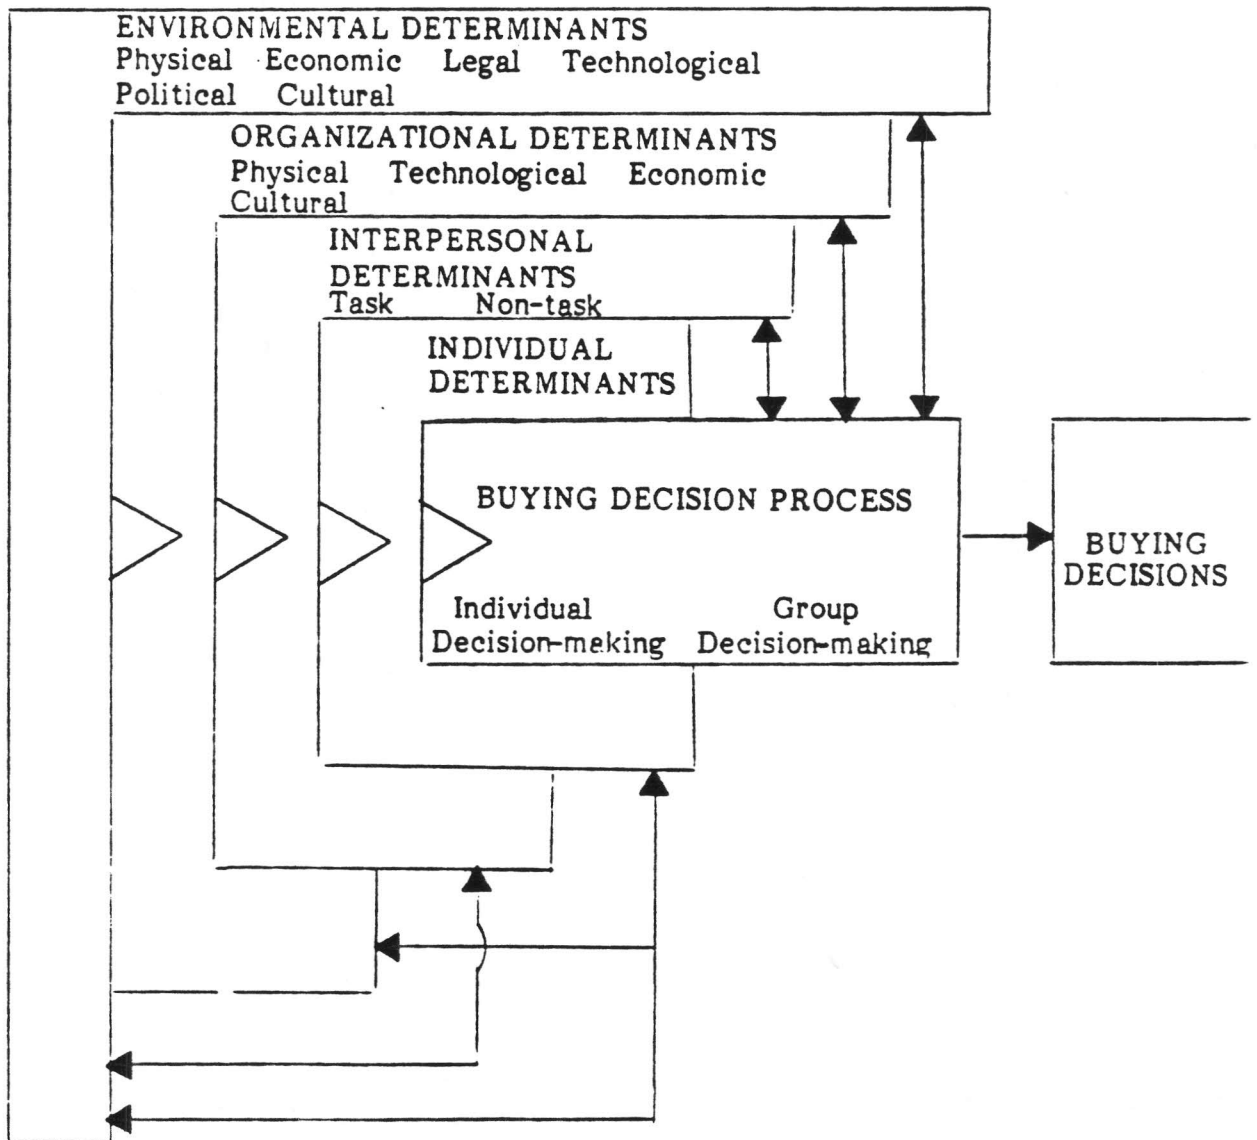 ENVIRONMENTAL DETERMINANTS
Physical Economic Legal Technological
Political Cultural
ORGANIZATIONAL DETERMINANTS
Physical Technological Economic
Cultural
INTERPERSONAL
DETERMINANTS
Task Non-task
INDIVIDUAL
DETERMINANTS
BUYING DECISION PROCESS
Individual Group
Decision-making Decision-making
BUYING
DECISIONS